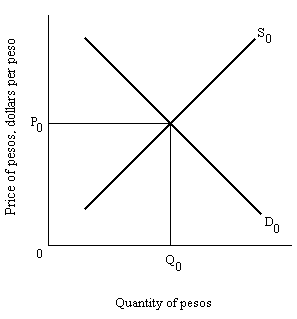 Price of pesos, dollars per peso
S0
P0
D0
0
Q0
Quantity of pesos